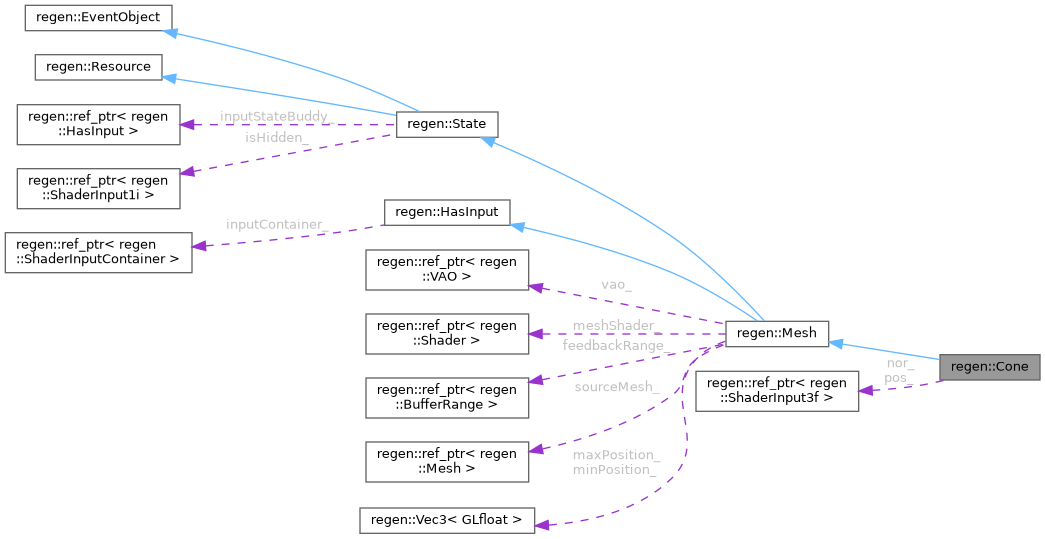 regen::EventObject
regen::Resource
regen::ref_ptr< regen
::HasInput >
inputStateBuddy_
regen::State
isHidden_
regen::ref_ptr< regen
::ShaderInput1i >
regen::HasInput
inputContainer_
regen::ref_ptr< regen
::ShaderInputContainer >
regen::ref_ptr< regen
::VAO >
vao_
regen::ref_ptr< regen
::Shader >
meshShader_
regen::Mesh
feedbackRange_
regen::Cone
nor_
pos_
regen::ref_ptr< regen
::BufferRange >
sourceMesh_
regen::ref_ptr< regen
::ShaderInput3f >
regen::ref_ptr< regen
::Mesh >
maxPosition_
minPosition_
regen::Vec3< GLfloat >